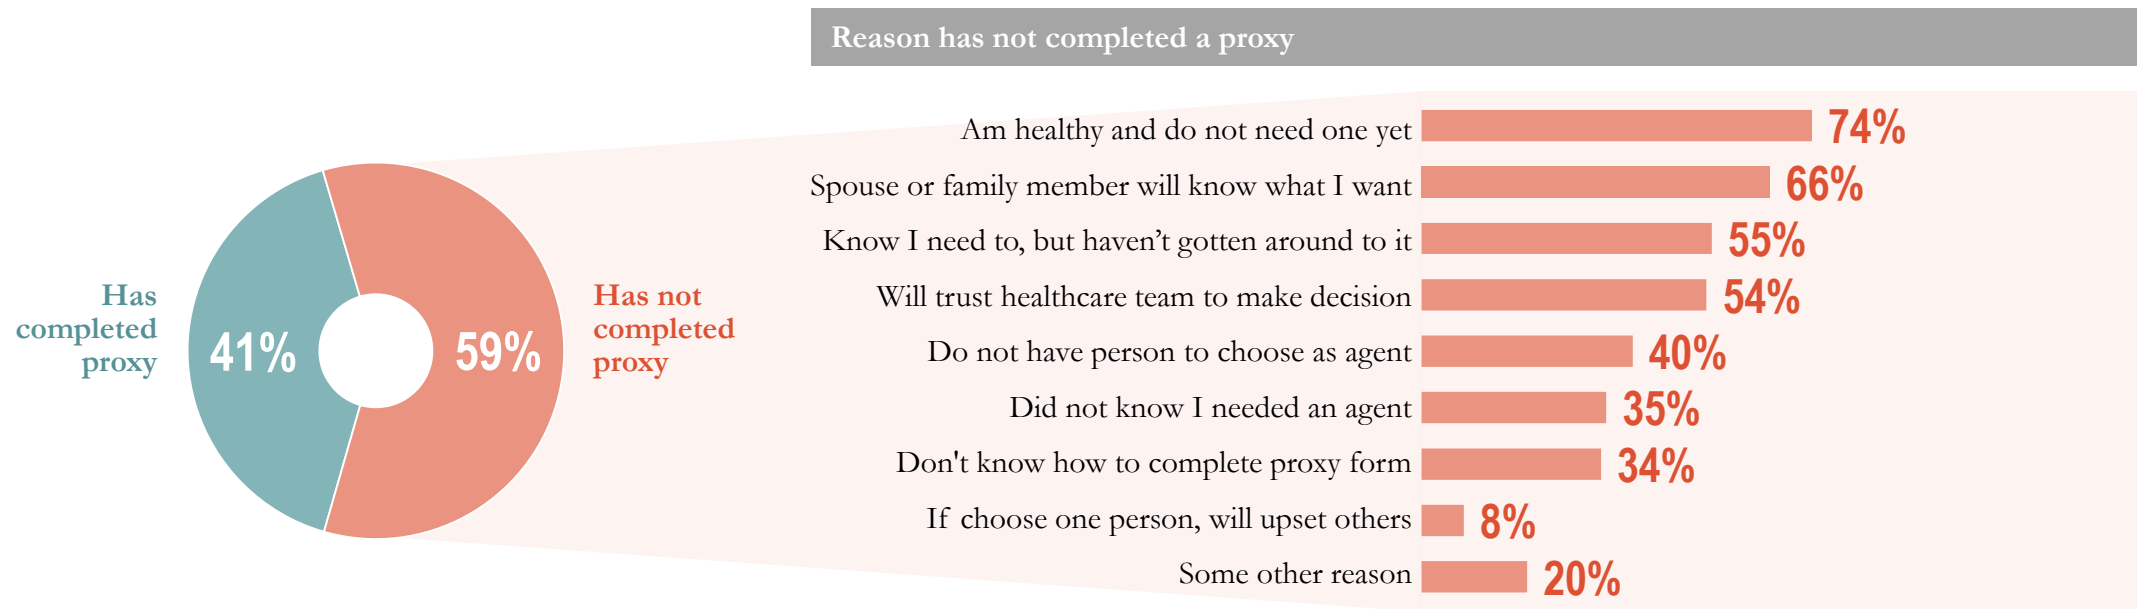 Reason has not completed a proxy
Has
completed
proxy
41%
59%
Has not
completed
proxy
Am healthy and do not need one yet 74%
Spouse or family member will know what I want 66%
Know I need to, but haven’t gotten around to it 55%
Will trust healthcare team to make decision 54%
Do not have person to choose as agent 40%
Did not know I needed an agent 35%
Don't know how to complete proxy form 34%
If choose one person, will upset others 8%
Some other reason 20%